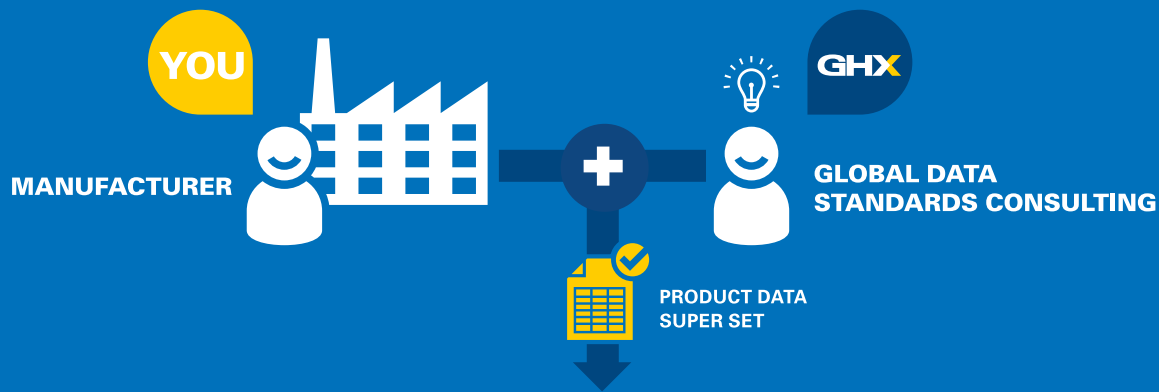 YOU
GHX
MANUFACTURER
GLOBAL DATA
STANDARDS CONSULTING
PRODUCT DATA
SUPER SET